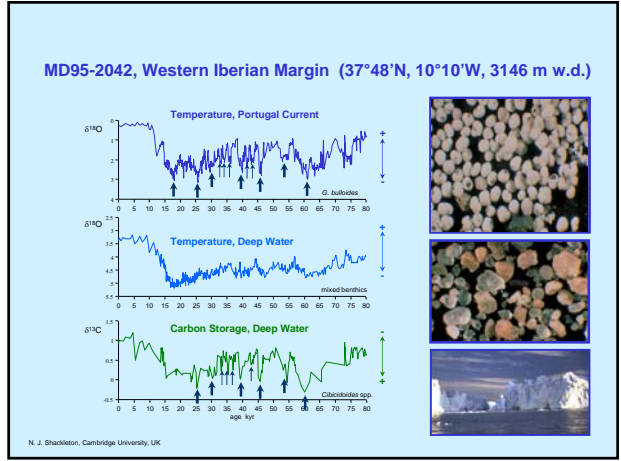 MD95-2042, Western Iberian Margin (37°48’N, 10°10’W, 3146 m w.d.)
Temperature, Portugal Current
δ18O
0
1
2
3
4
+
-
G. bulloides
0 5 10 15 20 25 30 35 40 45 50 55 60 65 70 75 80
δ18O
2.5
3
3.5
4
4.5
5
5.5
Temperature, Deep Water
+
-
mixed benthics
0 5 10 15 20 25 30 35 40 45 50 55 60 65 70 75 80
δ13C
1.5
1
0.5
0
-0.5
Carbon Storage, Deep Water
-
+
Cibicidoides spp.
0 5 10 15 20 25 30 35 40 45 50 55 60 65 70 75 80
age kyr
N. J. Shackleton, Cambridge University, UK